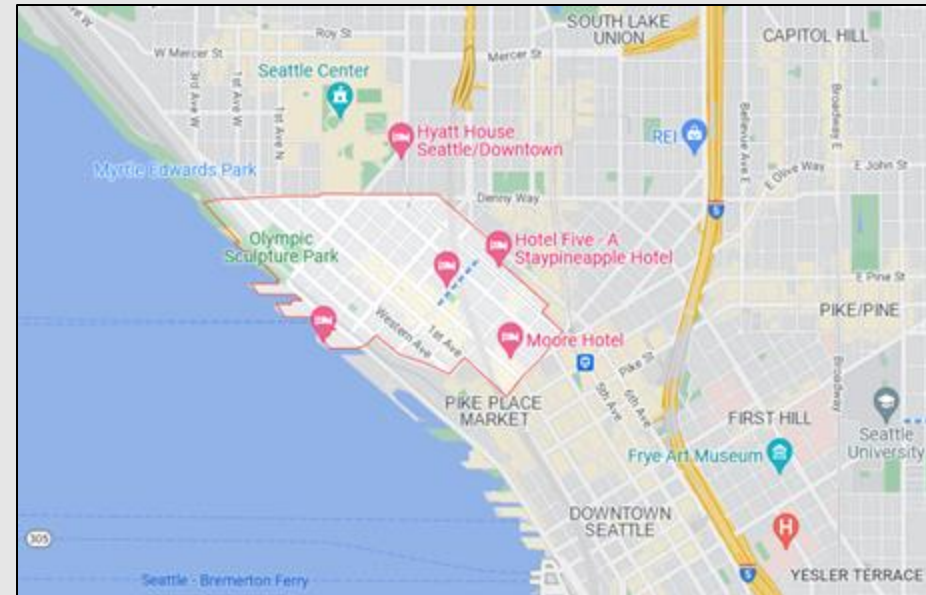 ve W
SOUTH LAKE
UNION
Roy St
CAPITOL HILL
W Mercer St
Mercer St
Seattle Center
3rd Ave W
1st Ave W
1st Ave N
Bellevue Ave E
Broadway E
Hyatt House
Seattle/Downtown
REI
Myrtle Edwards Park
E Olive Way
E John St
Denny Way
5
Olympic
Sculpture Park
Hotel Five - A
Staypineapple Hotel
E Pine St
PIKE/PINE
Western Ave
1st Ave
Moore Hotel
Pike St
5th Ave
6th Ave
Broadway
PIKE PLACE
MARKET
FIRST HILL
Seattle
University
Frye Art Museum
DOWNTOWN
SEATTLE
H
305
Seattle - Bremerton Ferry
5
YESLER TERRACE